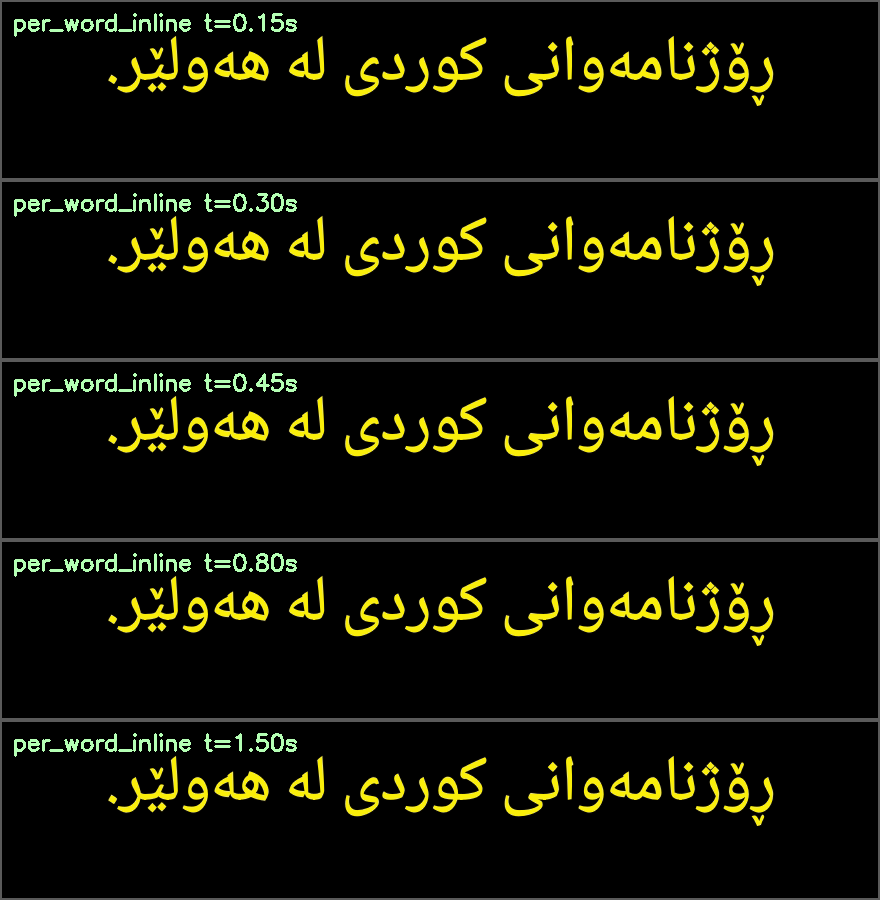 per_word_inline t=0.15s
ڕۆژنامەوانی کوردی لە هەولێر.
per_word_inline t=0.30s
ڕۆژنامەوانی کوردی لە هەولێر.
per_word_inline t=0.45s
ڕۆژنامەوانی کوردی لە هەولێر.
per_word_inline t=0.80s
ڕۆژنامەوانی کوردی لە هەولێر.
per_word_inline t=1.50s
ڕۆژنامەوانی کوردی لە هەولێر.